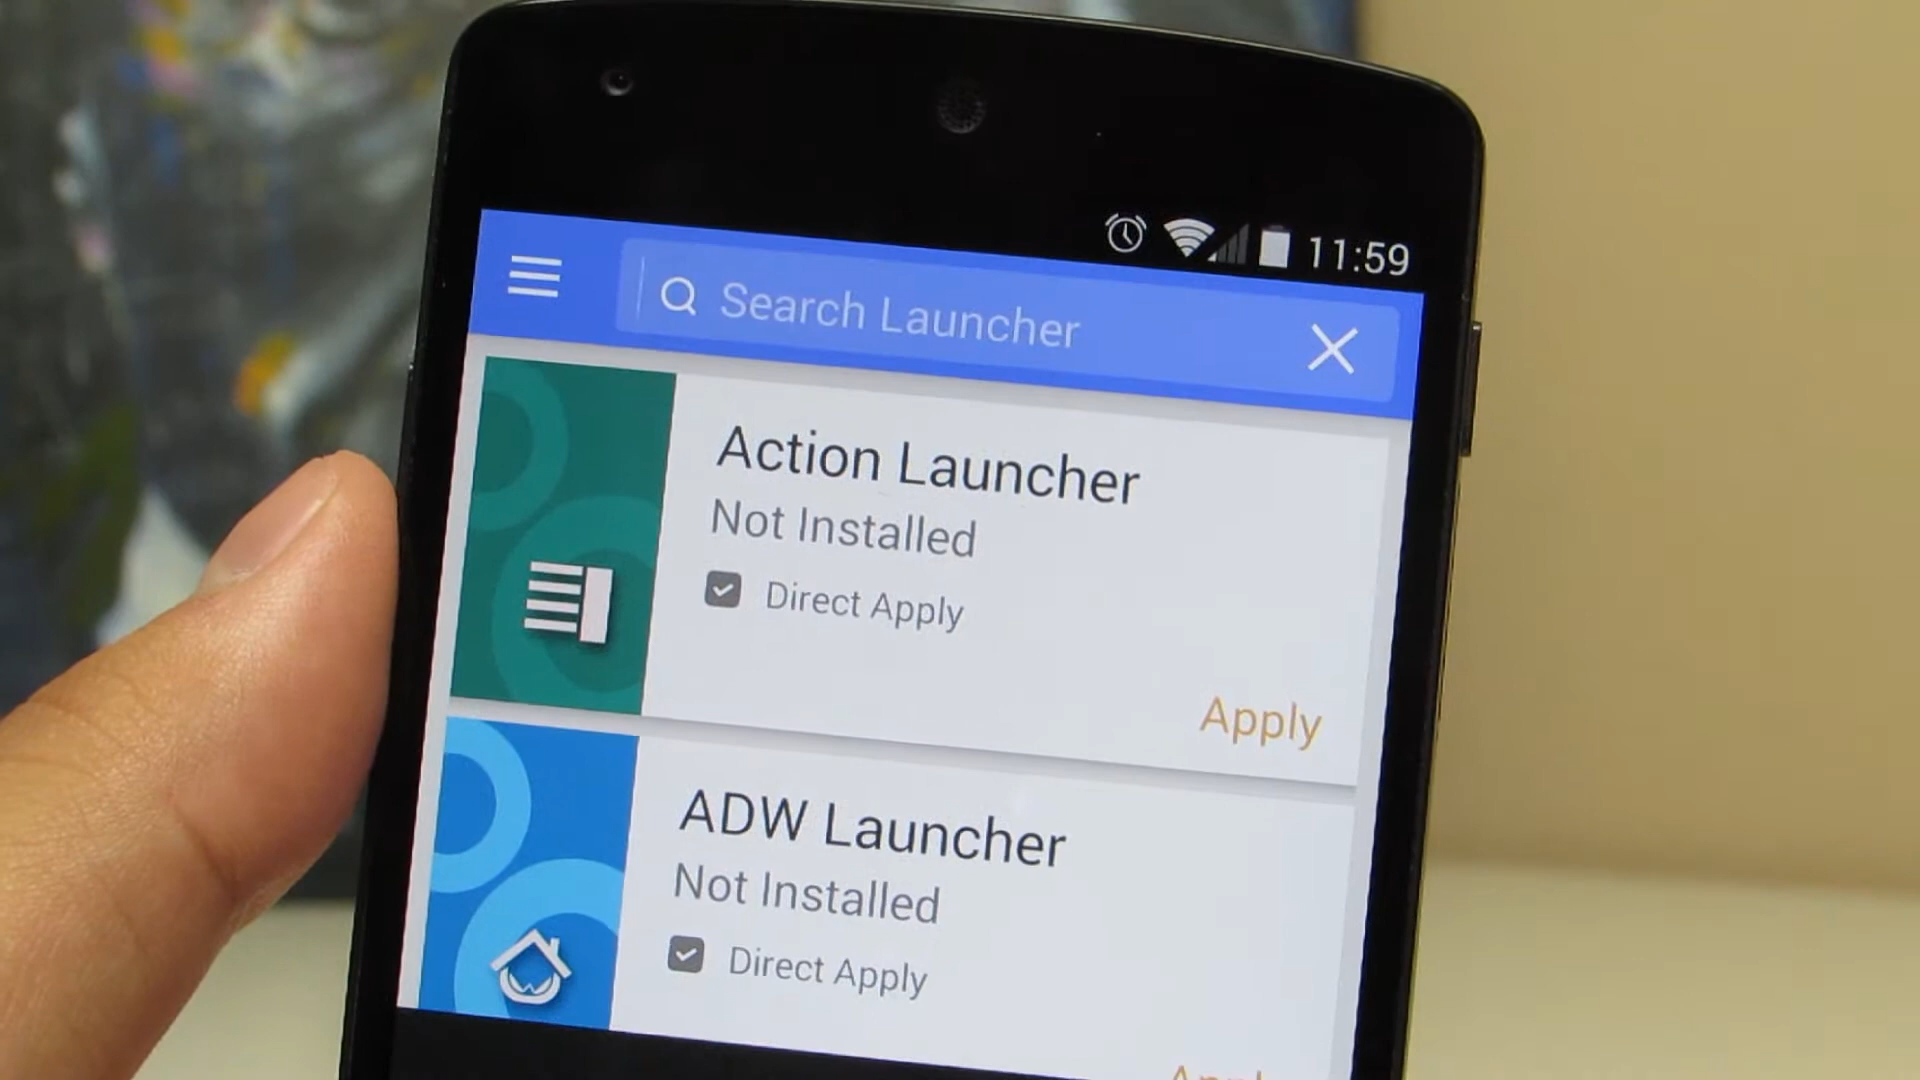 11:59
Search Launcher
Action Launcher
Not Installed
Direct Apply
Apply
ADW Launcher
Not Installed
Direct Apply